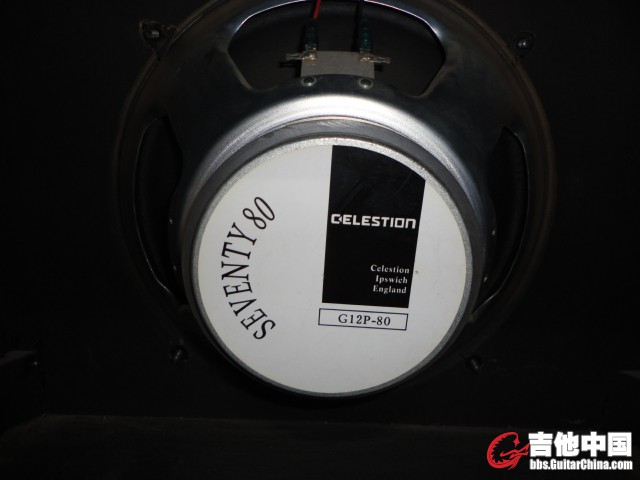 SEVENTY 80
CELESTION
Celestion
Ipswich
England
G12P-80
吉他中国
bbs.GuitarChina.com